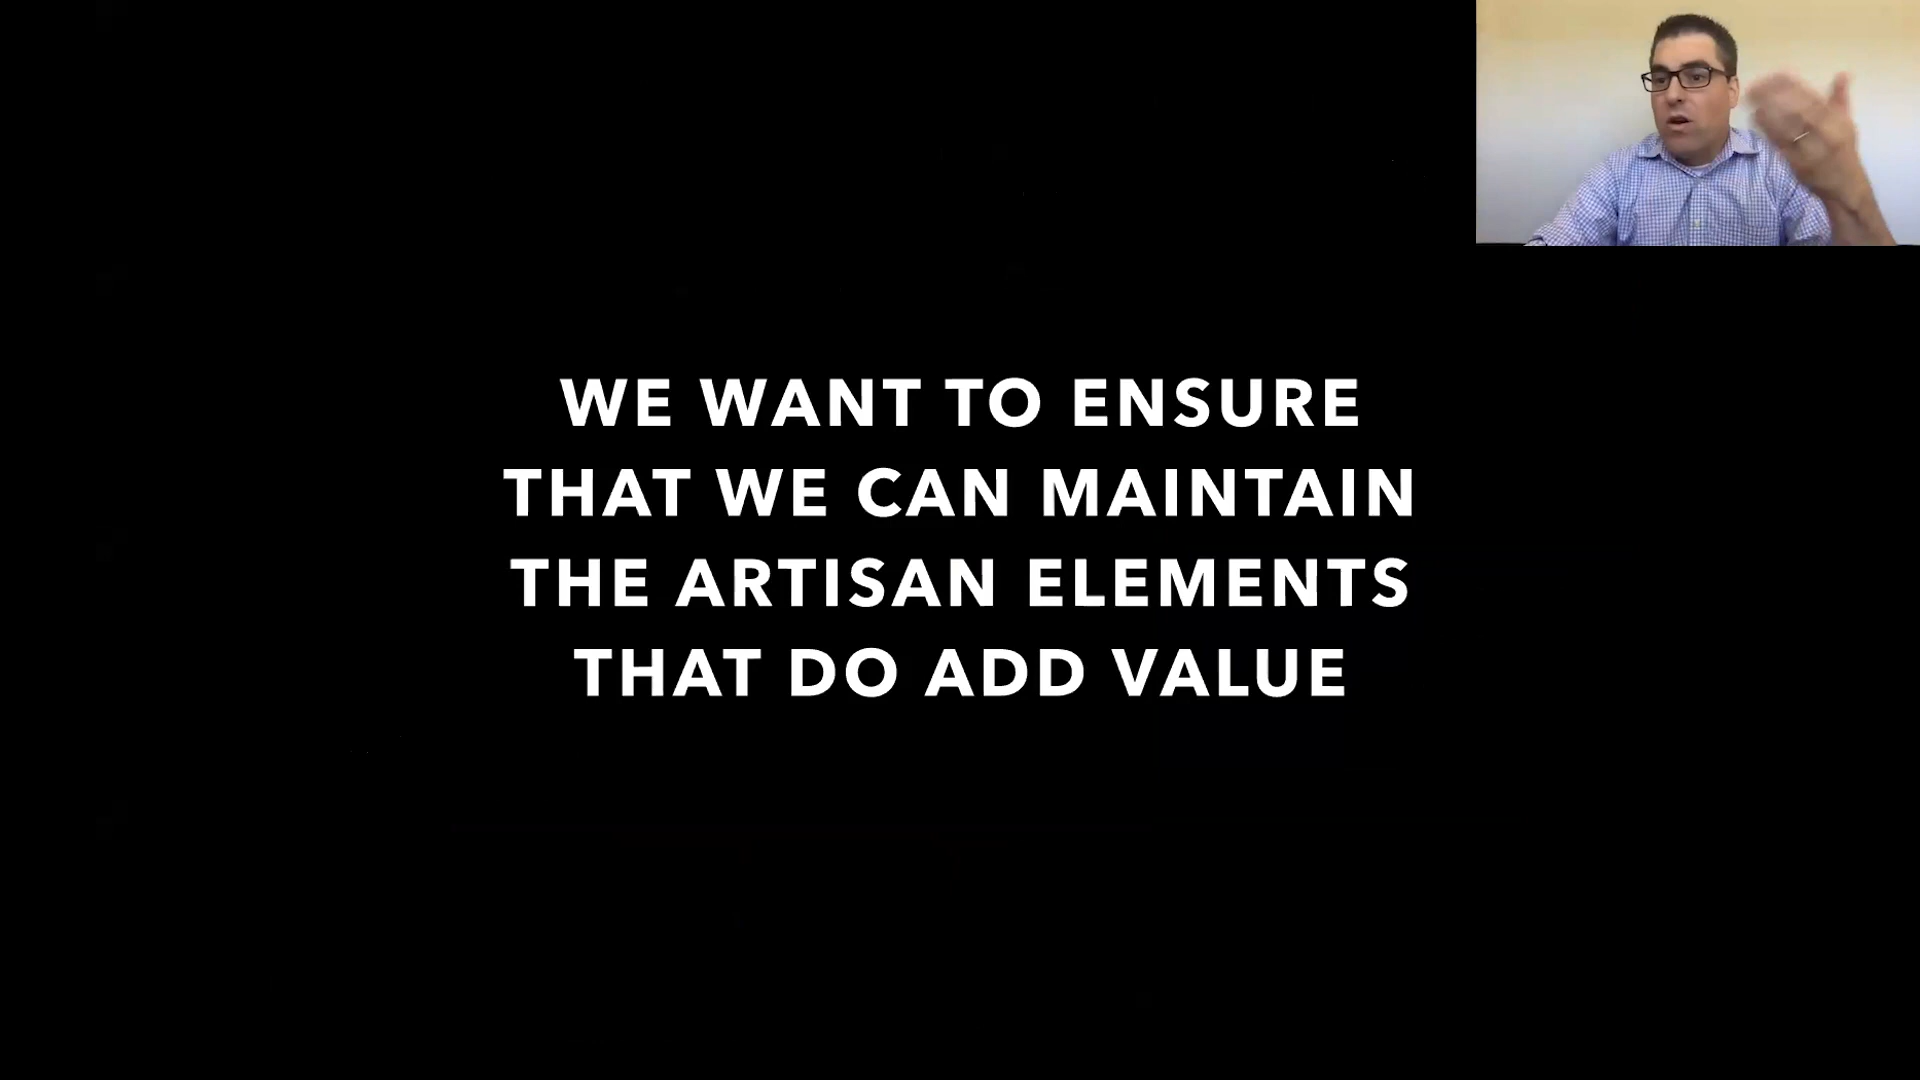 WE WANT TO ENSURE
THAT WE CAN MAINTAIN
THE ARTISAN ELEMENTS
THAT DO ADD VALUE